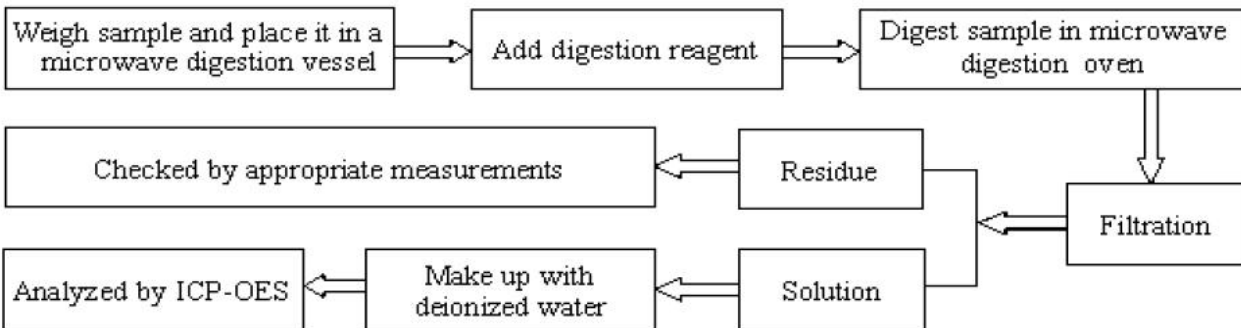 Weigh sample and place it in a
microwave digestion vessel
Add digestion reagent
Digest sample in microwave
digestion oven
Filtration
Residue
Checked by appropriate measurements
Solution
Make up with
deionized water
Analyzed by ICP-OES